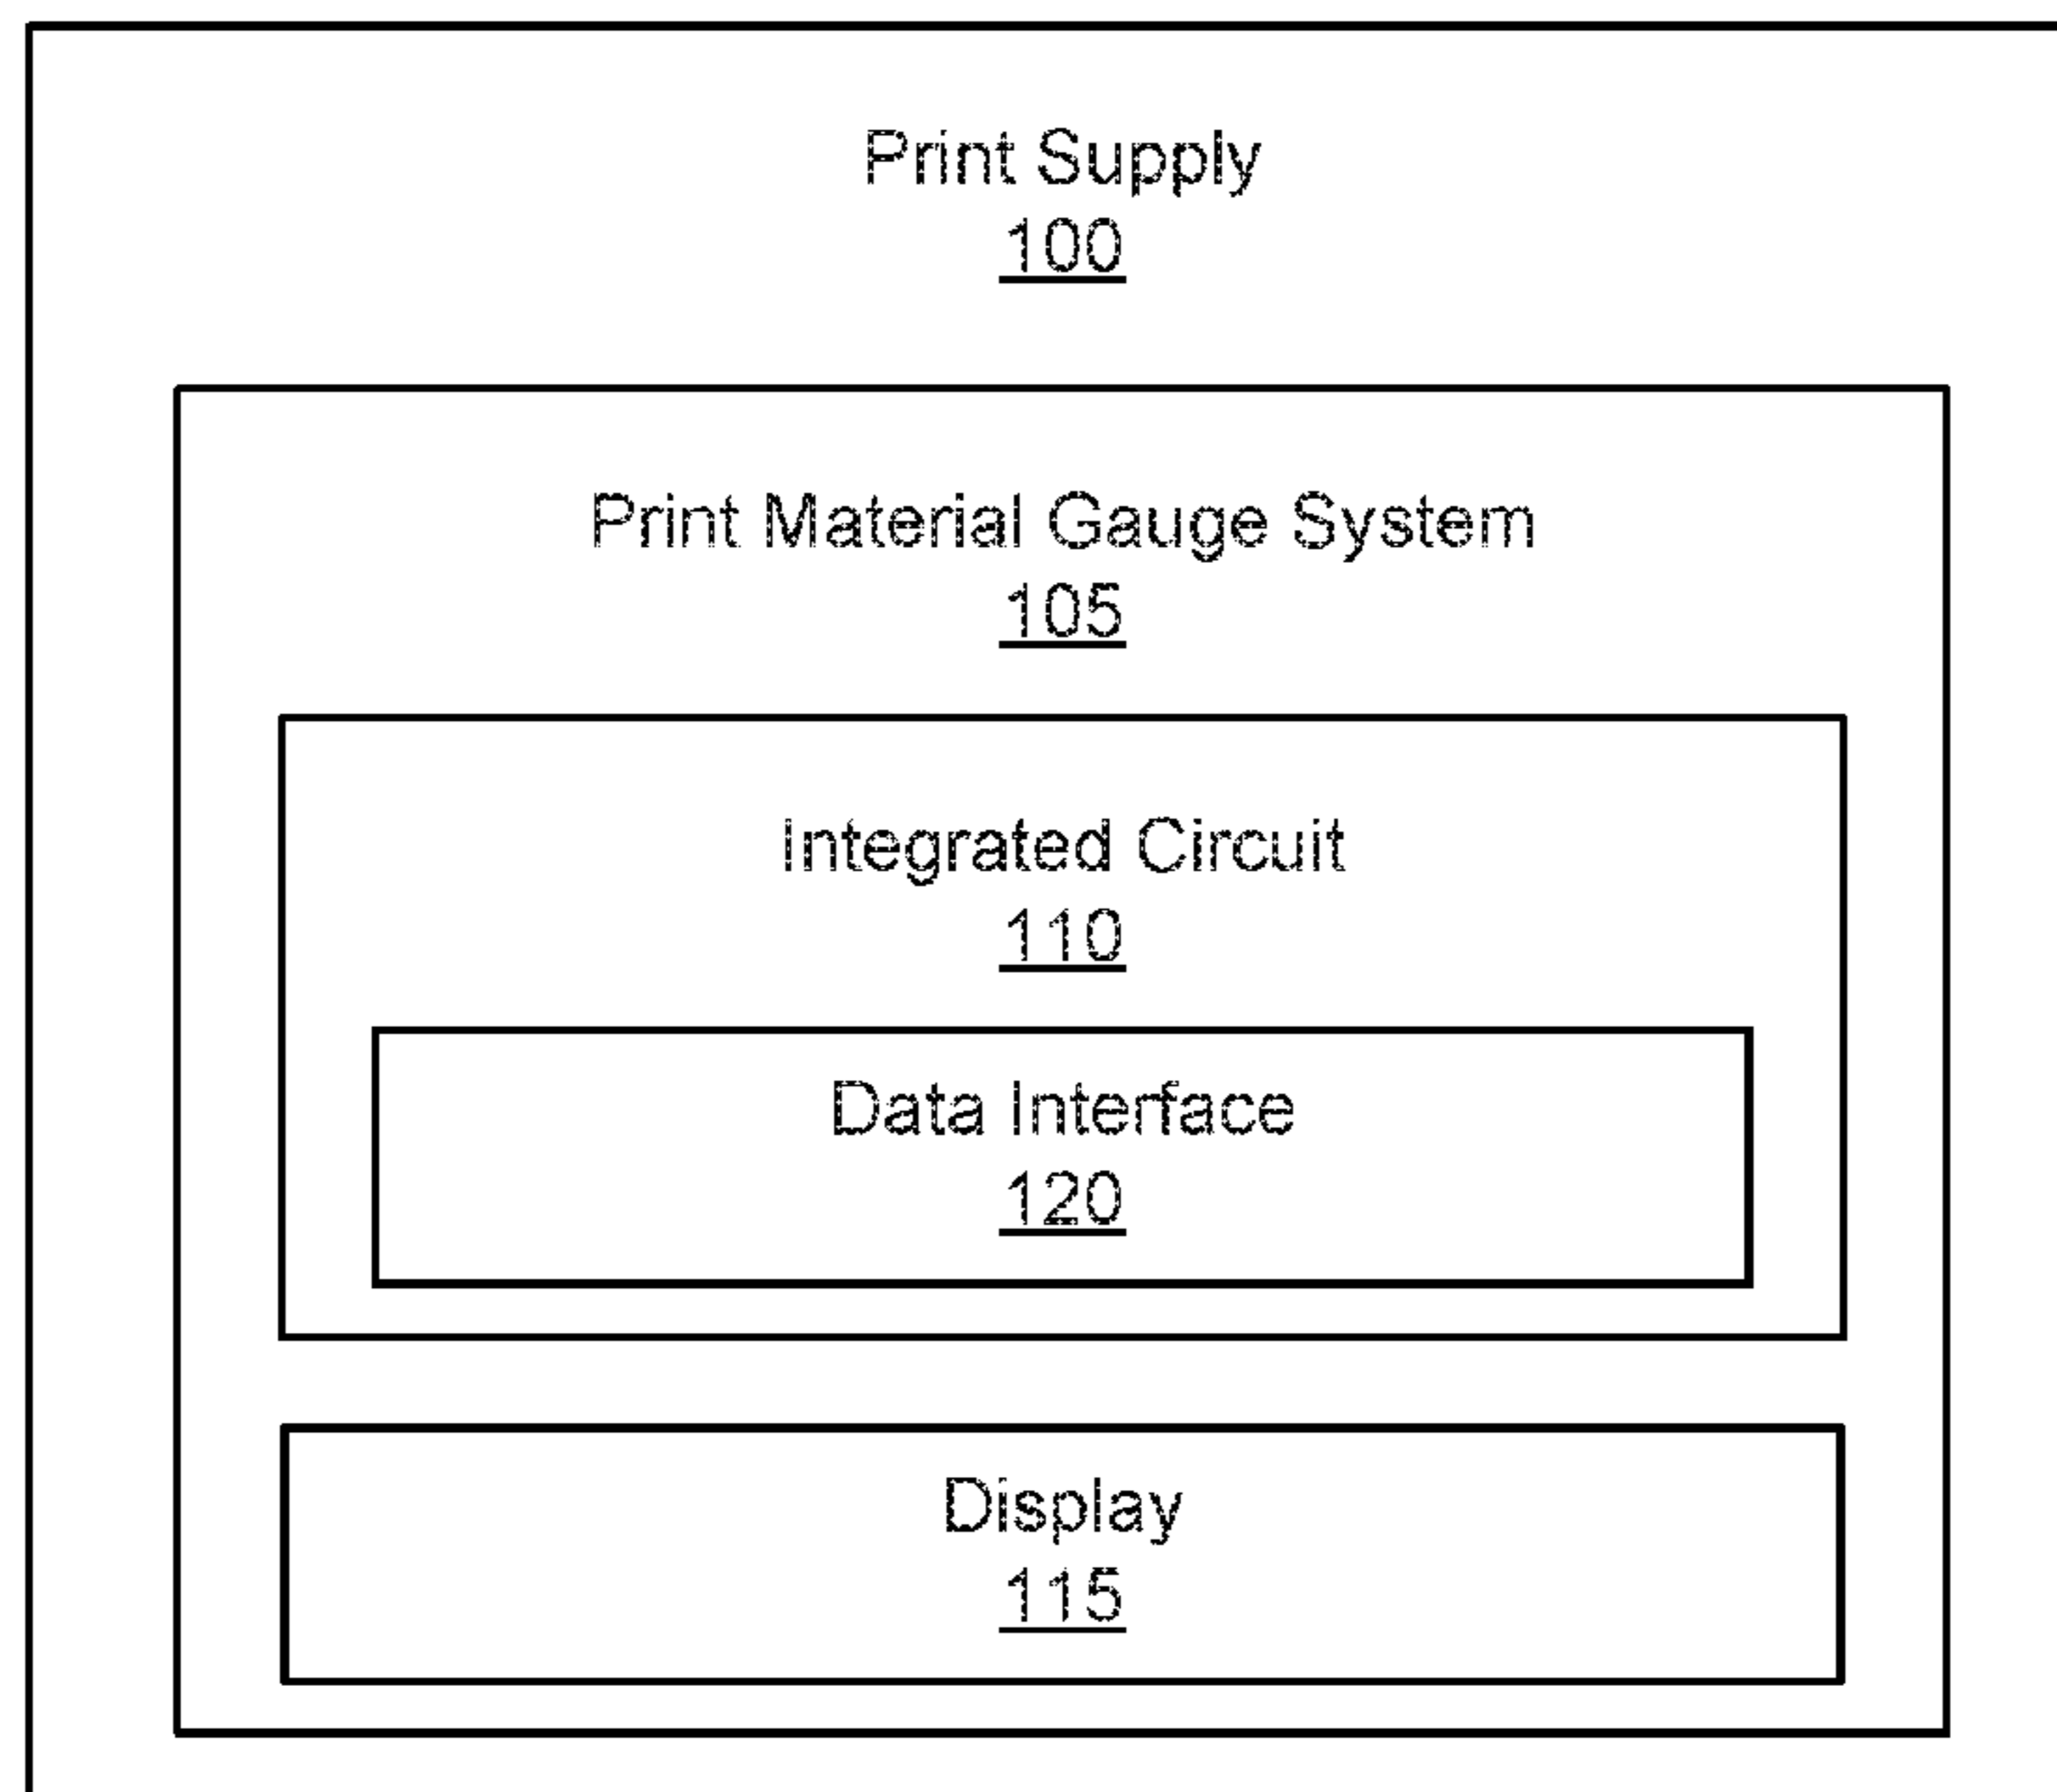 Print Supply
100
Print Material Gauge System
105
Integrated Circuit
110
Data Interface
120
Display
115